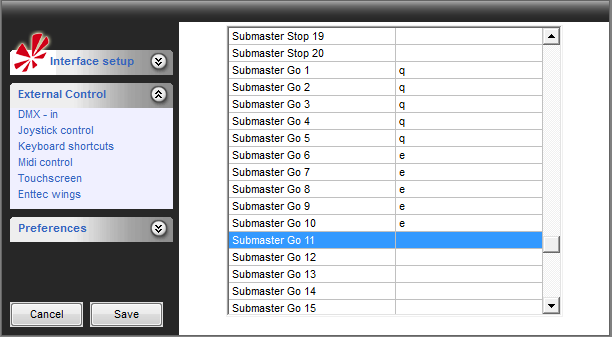 Interface setup
External Control
DMX - in
Joystick control
Keyboard shortcuts
Midi control
Touchscreen
Enttec wings
Preferences
Cancel Save
Submaster Stop 19
Submaster Stop 20
Submaster Go 1 q
Submaster Go 2 q
Submaster Go 3 q
Submaster Go 4 q
Submaster Go 5 q
Submaster Go 6 e
Submaster Go 7 e
Submaster Go 8 e
Submaster Go 9 e
Submaster Go 10 e
Submaster Go 11
Submaster Go 12
Submaster Go 13
Submaster Go 14
Submaster Go 15